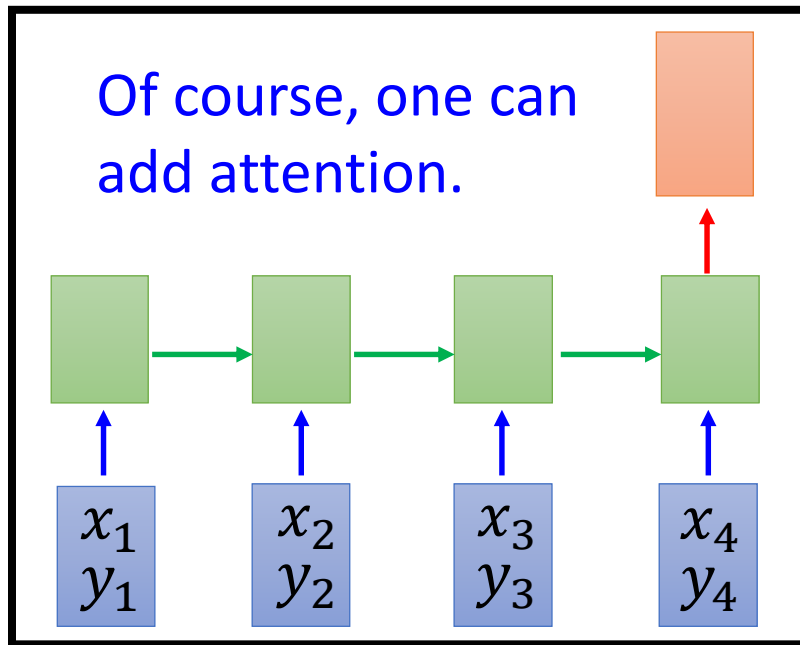 Of course, one can
add attention.
x₁ x₂ x₃ x₄
y₁ y₂ y₃ y₄